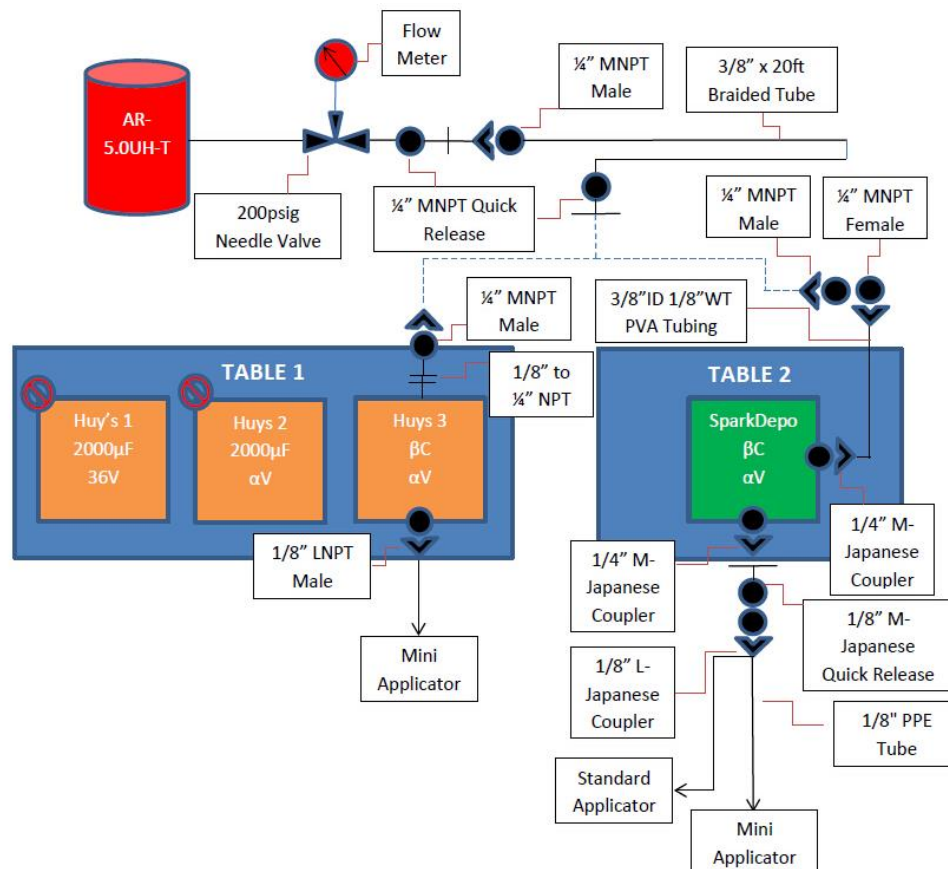 Flow
Meter
¼” MNPT
Male
3/8” x 20ft
Braided Tube
AR-
5.0UH-T
200psig
Needle Valve
¼” MNPT Quick
Release
¼” MNPT
Male
¼” MNPT
Female
¼” MNPT
Male
3/8”ID 1/8”WT
PVA Tubing
TABLE 1
1/8” to
¼” NPT
TABLE 2
Huy’s 1
2000µF
36V
Huys 2
2000µF
αV
Huys 3
βC
αV
SparkDepo
βC
αV
1/8” LNPT
Male
1/4” M-
Japanese
Coupler
1/4” M-
Japanese
Coupler
Mini
Applicator
1/8” L-
Japanese
Coupler
1/8” M-
Japanese
Quick Release
1/8" PPE
Tube
Standard
Applicator
Mini
Applicator